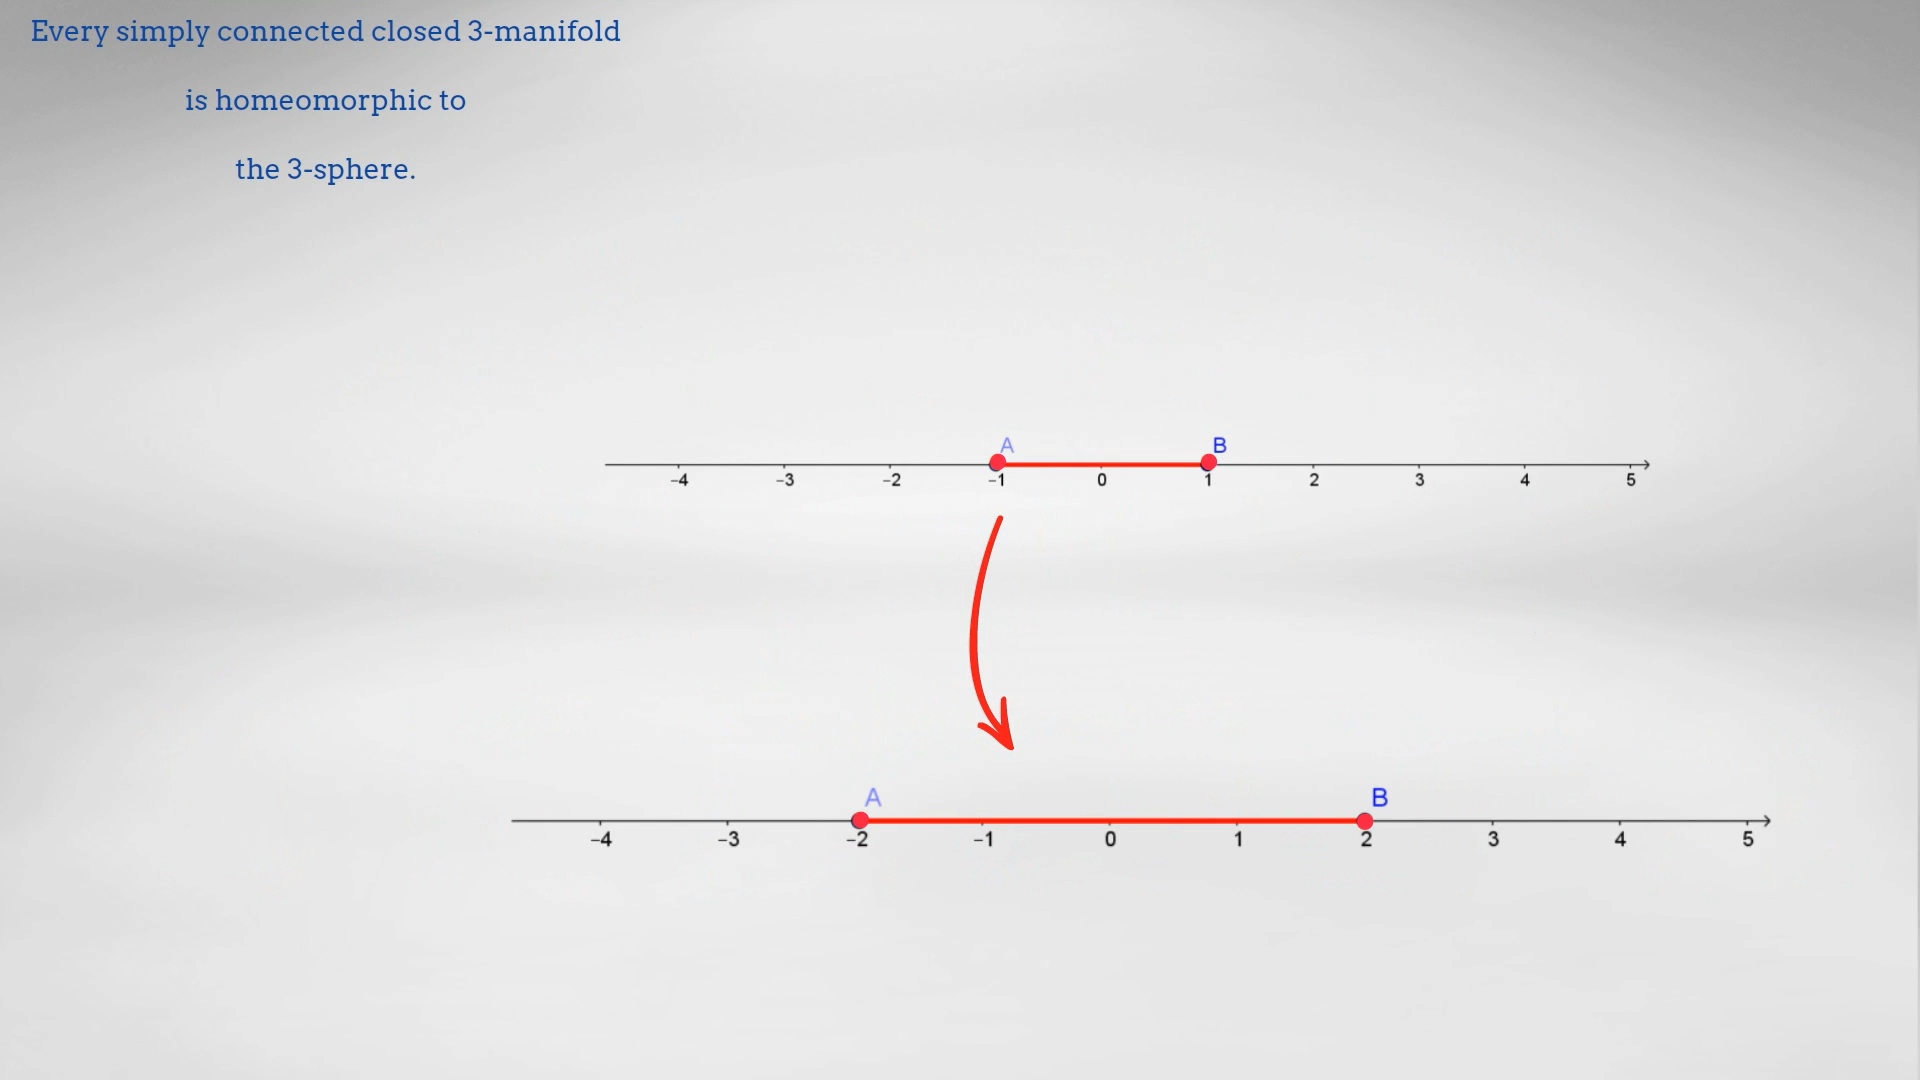 Every simply connected closed 3-manifold
is homeomorphic to
the 3-sphere.
A B
−4 −3 −2 −1 0 1 2 3 4 5
A B
−4 −3 −2 −1 0 1 2 3 4 5